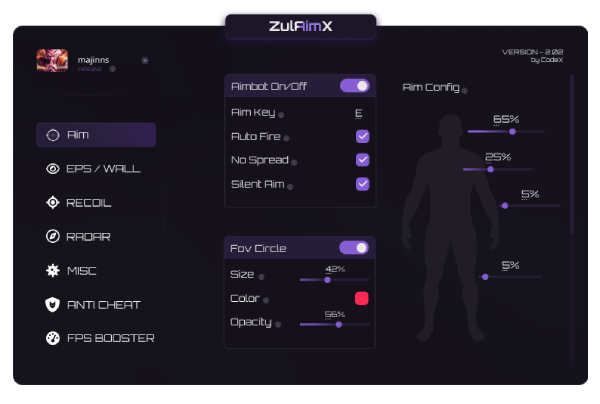 ZulAimX
majinns
release
VERSION - 2.02
by CodeX
Aim
EPS / WALL
RECOIL
RADAR
MISC
ANTI CHEAT
FPS BOOSTER
Aimbot On/Off
Aim Key E
Auto Fire
No Spread
Silent Aim
Fov Circle
Size 42%
Color
Opacity 56%
Aim Config
65%
25%
5%
5%